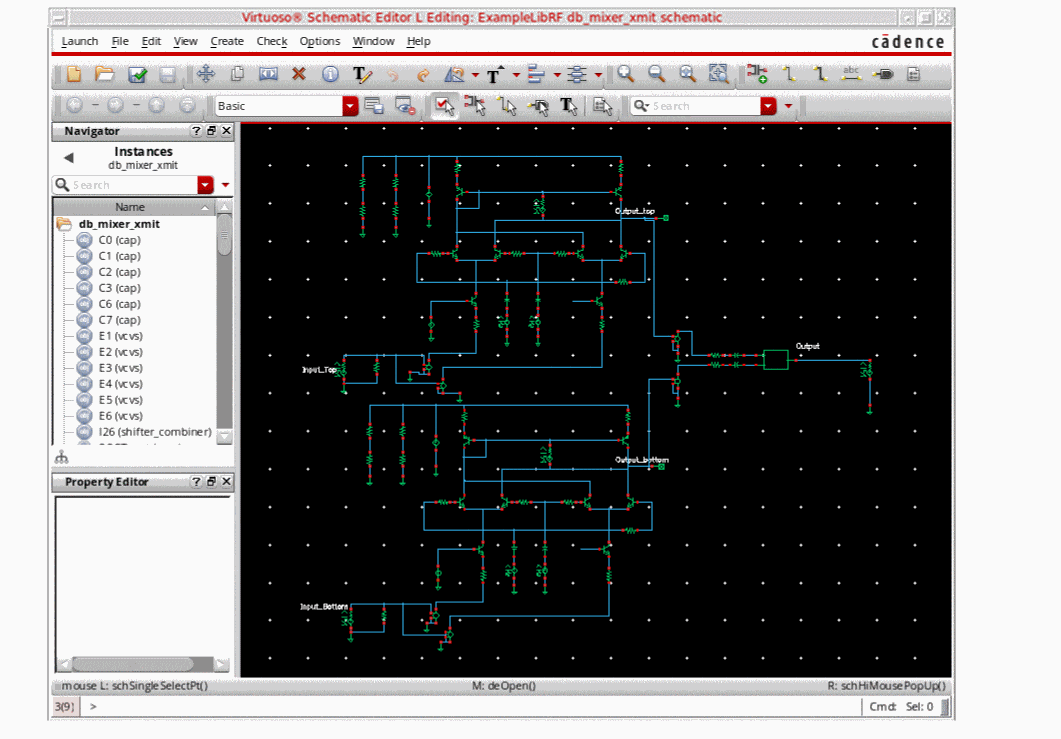 Virtuoso® Schematic Editor L Editing: ExampleLibRF db_mixer_xmit schematic
Launch File Edit View Create Check Options Window Help
cādence
abc
Basic
Search
Navigator
Instances
db_mixer_xmit
Search
Name
db_mixer_xmit
C0 (cap)
C1 (cap)
C2 (cap)
C3 (cap)
C6 (cap)
C7 (cap)
E1 (vcvs)
E2 (vcvs)
E3 (vcvs)
E4 (vcvs)
E5 (vcvs)
E6 (vcvs)
I26 (shifter_combiner)
Property Editor
Output_top
Output
Input_Top
Output_bottom
Input_Bottom
mouse L: schSingleSelectPt() M: deOpen() R: schHiMousePopUp()
3(9) > Cmd: Sel: 0